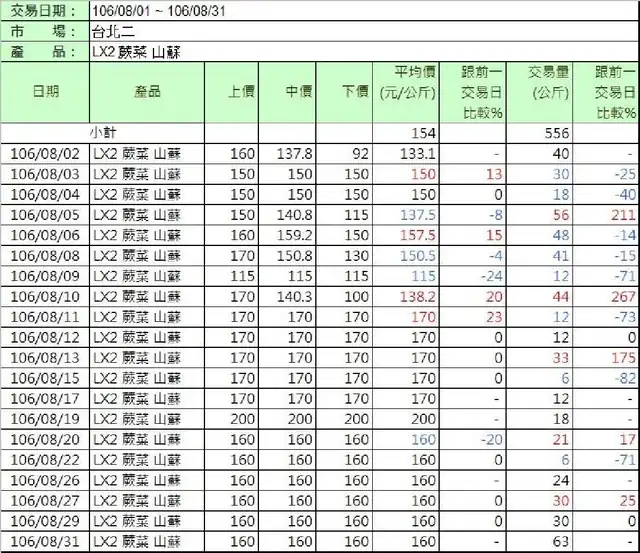 交易日期： 106/08/01 ~ 106/08/31
市　　場： 台北二
產　　品： LX2 蕨菜 山蘇
日期 產品 上價 中價 下價 平均價(元/公斤) 跟前一交易日比較% 交易量(公斤) 跟前一交易日比較%
小計 154 556
106/08/02 LX2 蕨菜 山蘇 160 137.8 92 133.1 - 40 -
106/08/03 LX2 蕨菜 山蘇 150 150 150 150 13 30 -25
106/08/04 LX2 蕨菜 山蘇 150 150 150 150 0 18 -40
106/08/05 LX2 蕨菜 山蘇 150 140.8 115 137.5 -8 56 211
106/08/06 LX2 蕨菜 山蘇 160 159.2 150 157.5 15 48 -14
106/08/08 LX2 蕨菜 山蘇 170 150.8 130 150.5 -4 41 -15
106/08/09 LX2 蕨菜 山蘇 115 115 115 115 -24 12 -71
106/08/10 LX2 蕨菜 山蘇 170 140.3 100 138.2 20 44 267
106/08/11 LX2 蕨菜 山蘇 170 170 170 170 23 12 -73
106/08/12 LX2 蕨菜 山蘇 170 170 170 170 0 12 0
106/08/13 LX2 蕨菜 山蘇 170 170 170 170 0 33 175
106/08/15 LX2 蕨菜 山蘇 170 170 170 170 0 6 -82
106/08/17 LX2 蕨菜 山蘇 170 170 170 170 - 12 -
106/08/19 LX2 蕨菜 山蘇 200 200 200 200 - 18 -
106/08/20 LX2 蕨菜 山蘇 160 160 160 160 -20 21 17
106/08/22 LX2 蕨菜 山蘇 160 160 160 160 0 6 -71
106/08/26 LX2 蕨菜 山蘇 160 160 160 160 - 24 -
106/08/27 LX2 蕨菜 山蘇 160 160 160 160 0 30 25
106/08/29 LX2 蕨菜 山蘇 160 160 160 160 0 30 0
106/08/31 LX2 蕨菜 山蘇 160 160 160 160 - 63 -